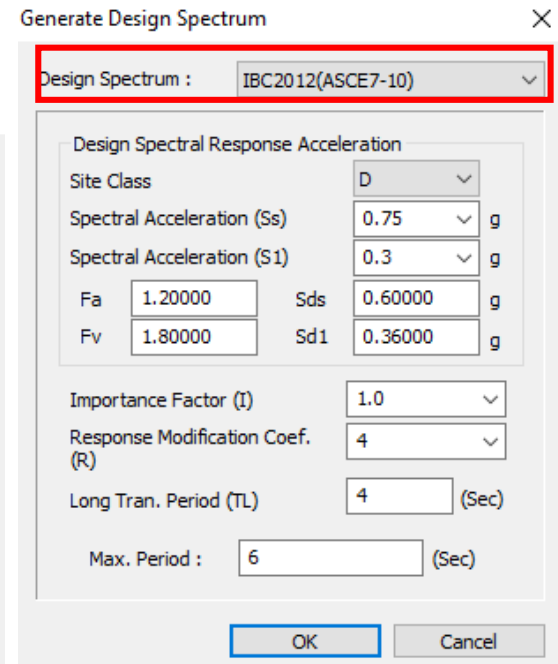 Generate Design Spectrum
Design Spectrum : IBC2012(ASCE7-10)
Design Spectral Response Acceleration
Site Class D
Spectral Acceleration (Ss) 0.75 g
Spectral Acceleration (S1) 0.3 g
Fa 1.20000 Sds 0.60000 g
Fv 1.80000 Sd1 0.36000 g
Importance Factor (I) 1.0
Response Modification Coef. 4
(R)
Long Tran. Period (TL) 4 (Sec)
Max. Period : 6 (Sec)
OK Cancel